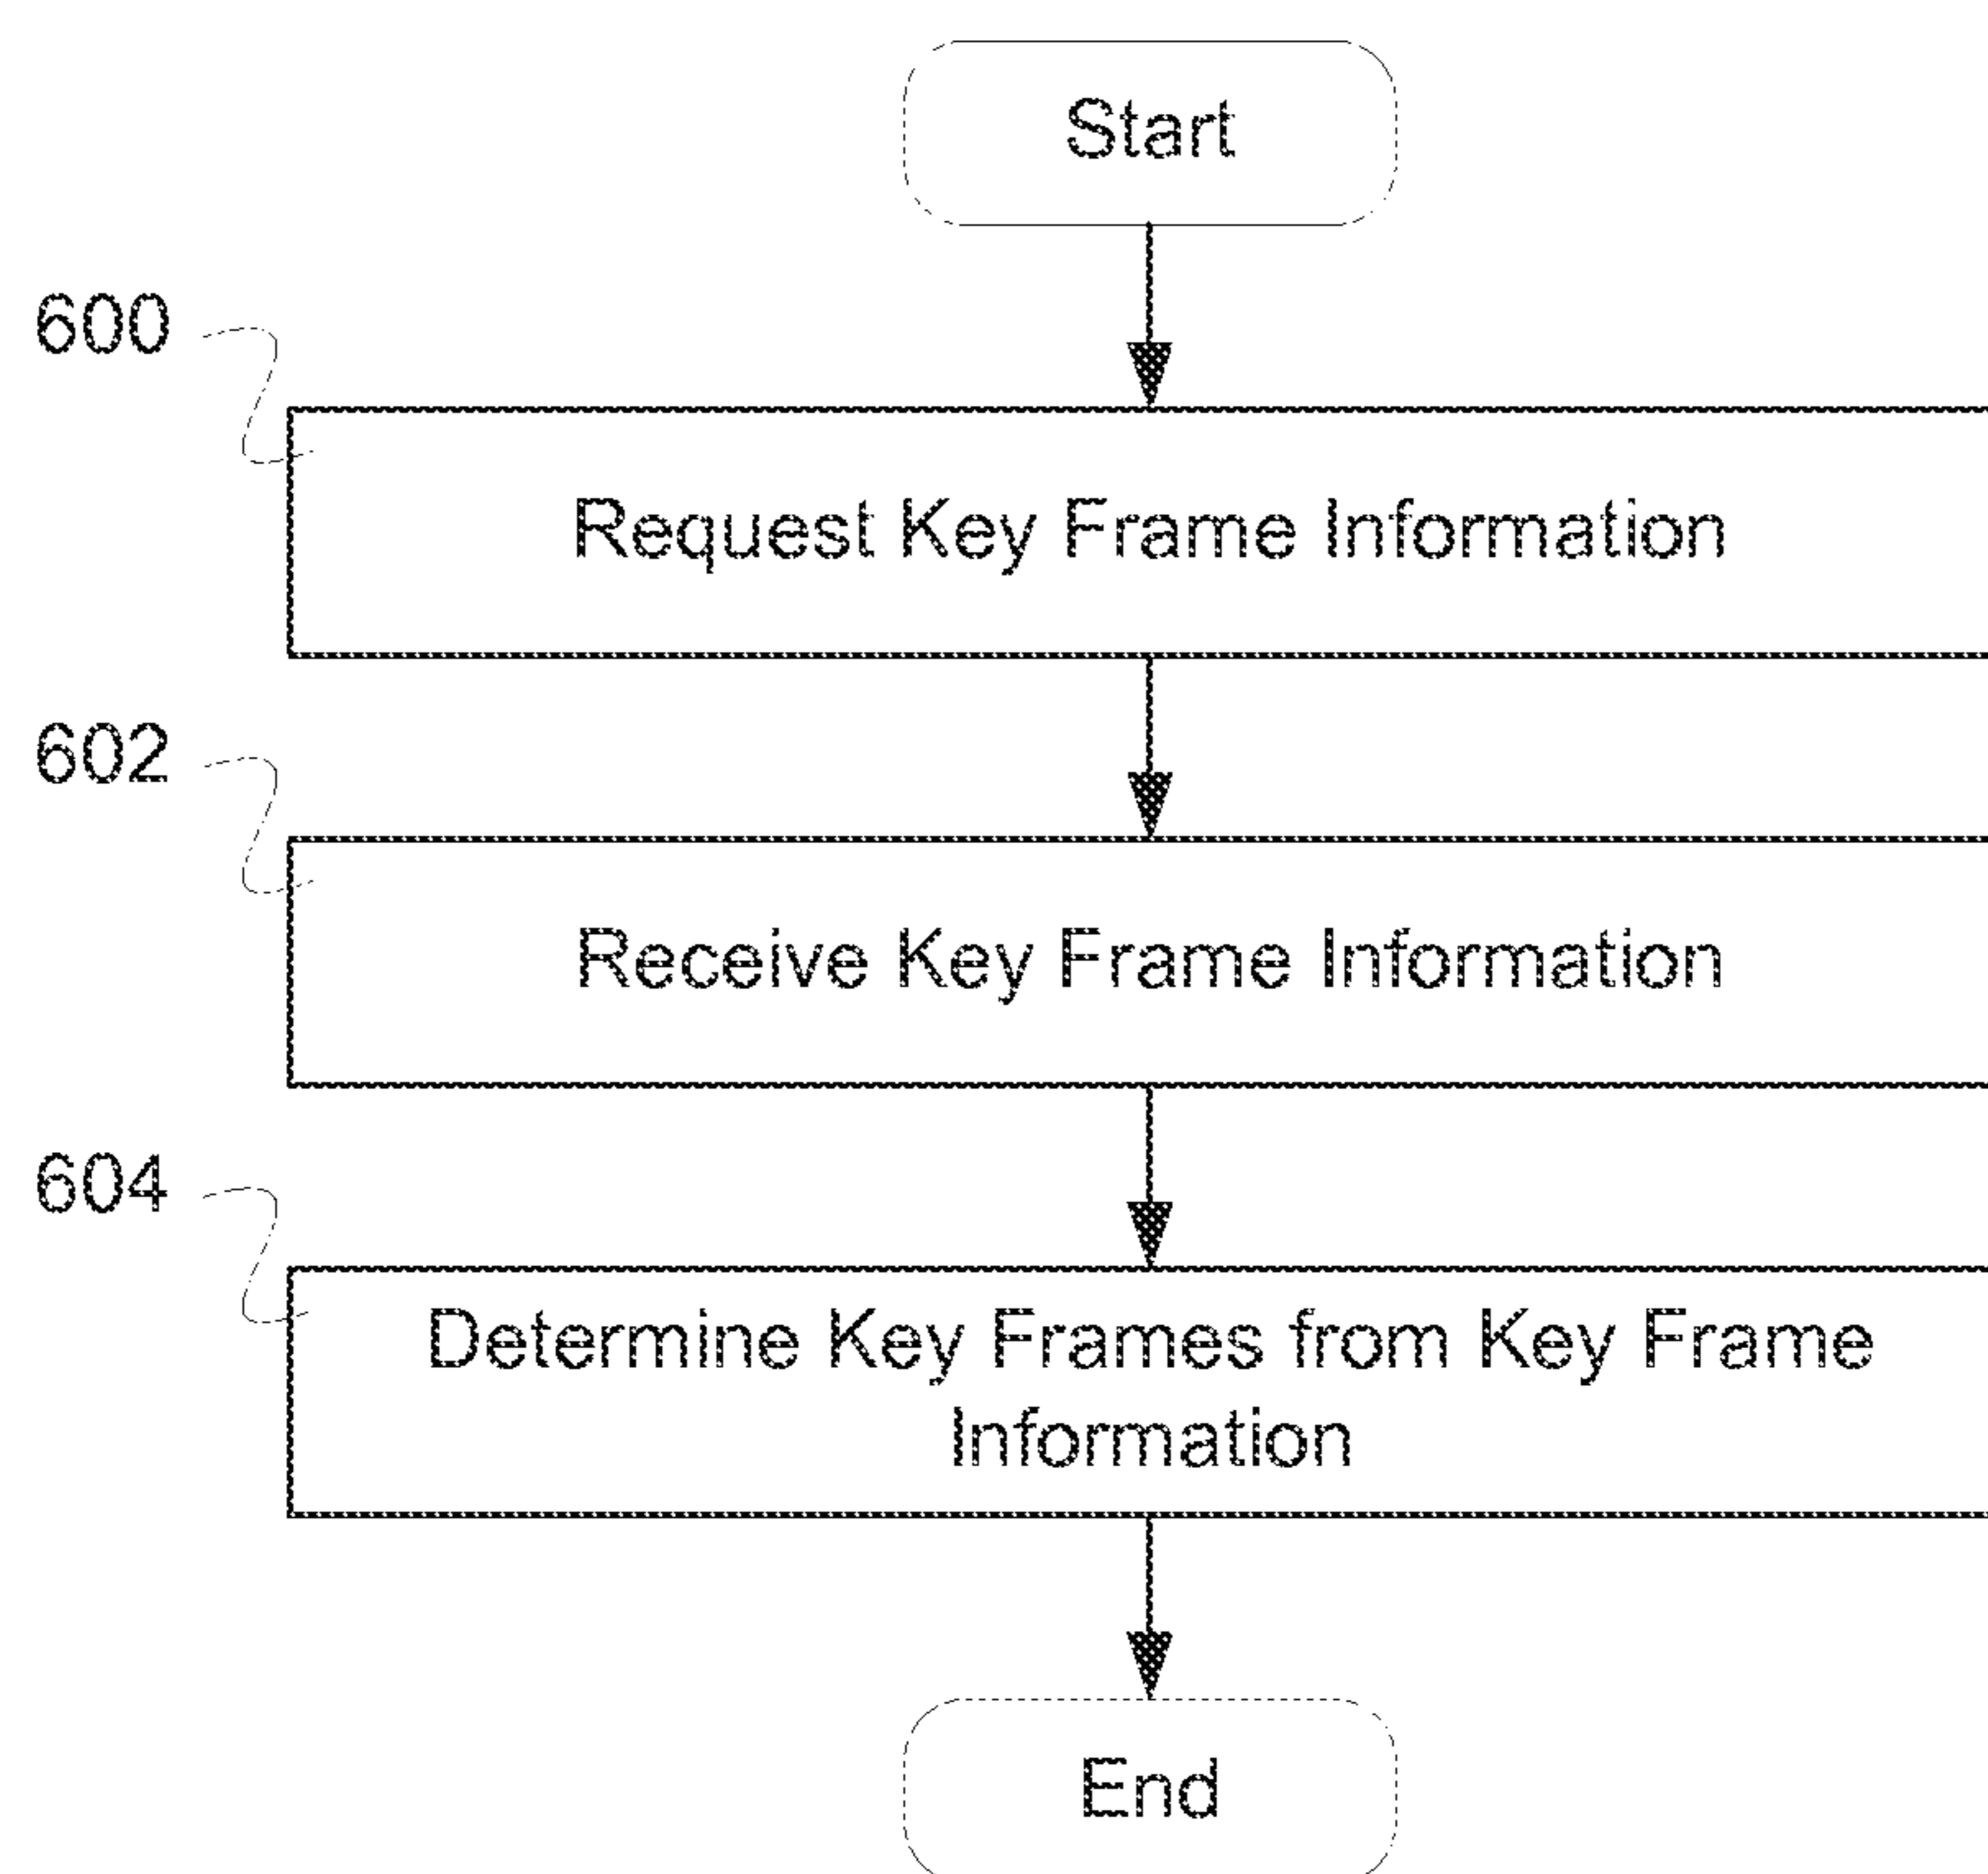 Start
600
Request Key Frame Information
602
Receive Key Frame Information
604
Determine Key Frames from Key Frame
Information
End